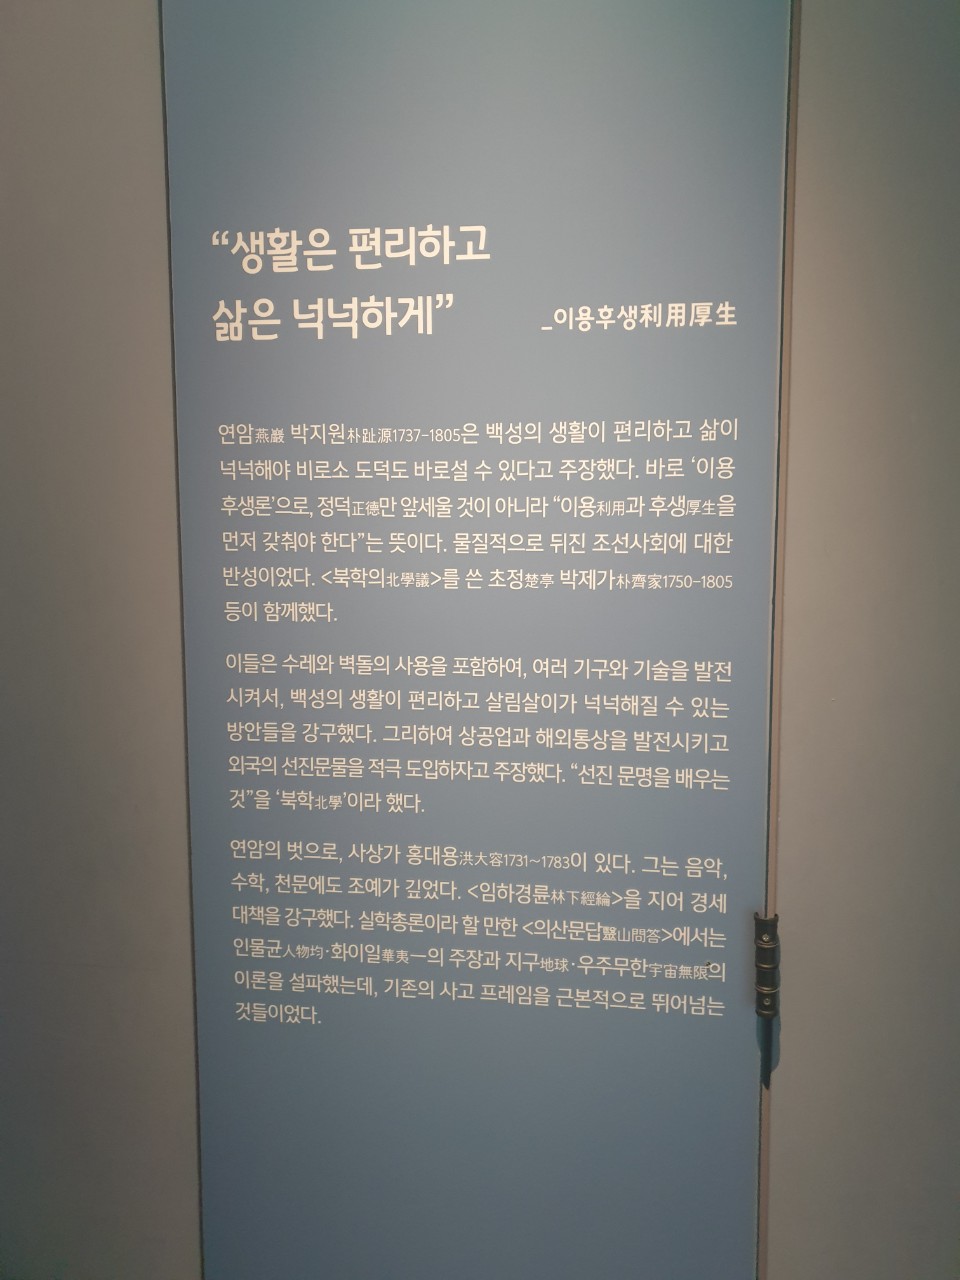 “생활은 편리하고
삶은 넉넉하게” _이용후생利用厚生
연암燕巖 박지원朴趾源1737-1805은 백성의 생활이 편리하고 삶이
넉넉해야 비로소 도덕도 바로설 수 있다고 주장했다. 바로 ‘이용
후생론’으로, 정덕正德만 앞세울 것이 아니라 “이용利用과 후생厚生을
먼저 갖춰야 한다”는 뜻이다. 물질적으로 뒤진 조선사회에 대한
반성이었다. <북학의北學議>를 쓴 초정楚亭 박제가朴齊家1750-1805
등이 함께했다.
이들은 수레와 벽돌의 사용을 포함하여, 여러 기구와 기술을 발전
시켜서, 백성의 생활이 편리하고 살림살이가 넉넉해질 수 있는
방안들을 강구했다. 그리하여 상공업과 해외통상을 발전시키고
외국의 선진문물을 적극 도입하자고 주장했다. “선진 문명을 배우는
것”을 ‘북학北學’이라 했다.
연암의 벗으로, 사상가 홍대용洪大容1731~1783이 있다. 그는 음악,
수학, 천문에도 조예가 깊었다. <임하경륜林下經綸>을 지어 경세
대책을 강구했다. 실학총론이라 할 만한 <의산문답毉山問答>에서는
인물균人物均·화이일華夷一의 주장과 지구地球·우주무한宇宙無限의
이론을 설파했는데, 기존의 사고 프레임을 근본적으로 뛰어넘는
것들이었다.